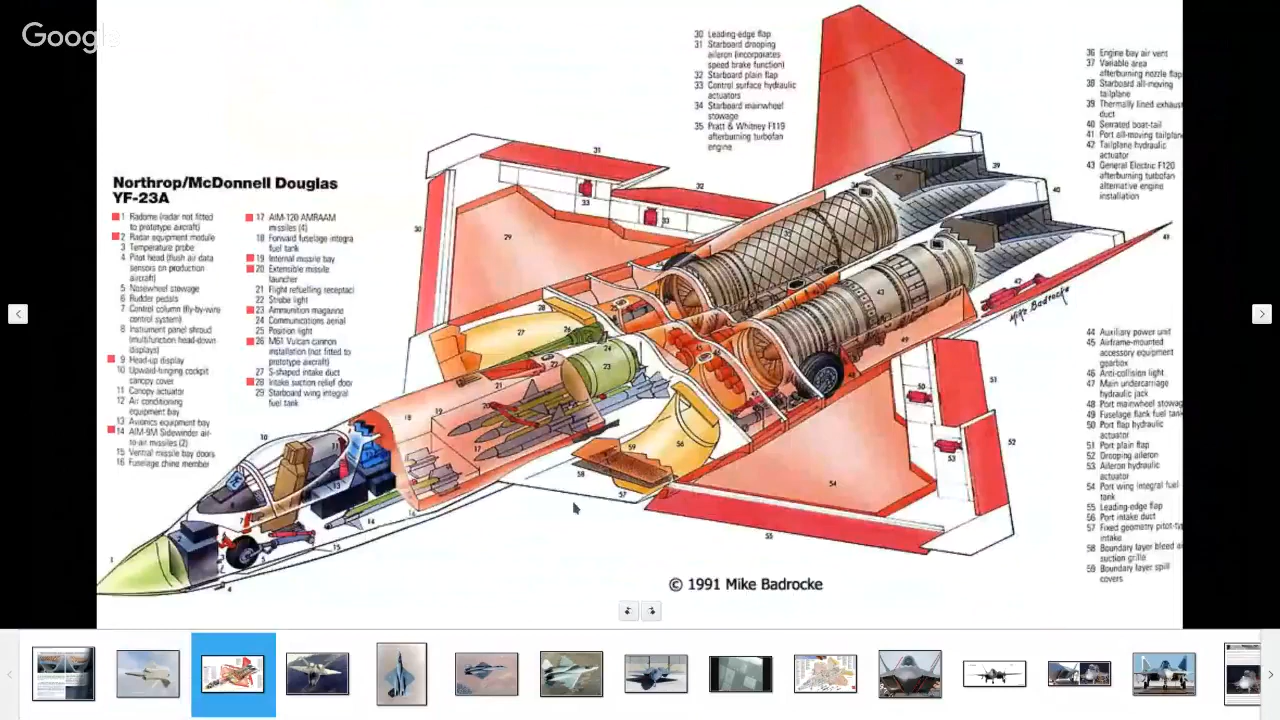 Google
Northrop/McDonnell Douglas
YF-23A
1 Radome (radar not fitted
to prototype aircraft)
2 Radar equipment module
3 Temperature probe
4 Pitot head (flush air data
sensors on production
aircraft)
5 Nosewheel stowage
6 Rudder pedals
7 Control column (fly-by-wire
control system)
8 Instrument panel shroud
(multifunction head-down
displays)
9 Head-up display
10 Upward-hinging cockpit
canopy cover
11 Canopy actuator
12 Air conditioning
equipment bay
13 Avionics equipment bay
14 AIM-9M Sidewinder air-
to-air missiles (2)
15 Ventral missile bay doors
16 Fuselage chine member
17 AIM-120 AMRAAM
missiles (4)
18 Forward fuselage integra
fuel tank
19 Internal missile bay
20 Extensible missile
launcher
21 Flight refuelling receptacl
22 Strobe light
23 Ammunition magazine
24 Communications aerial
25 Position light
26 M61 Vulcan cannon
installation (not fitted to
prototype aircraft)
27 S-shaped intake duct
28 Intake suction relief door
29 Starboard wing integral
fuel tank
30 Leading-edge flap
31 Starboard drooping
aileron (incorporates
speed brake function)
32 Starboard plain flap
33 Control surface hydraulic
actuators
34 Starboard mainwheel
stowage
35 Pratt & Whitney F119
afterburning turbofan
engine
36 Engine bay air vent
37 Variable area
afterburning nozzle flap
38 Starboard all-moving
tailplane
39 Thermally lined exhaus
duct
40 Serrated boat-tail
41 Port all-moving tailplan
42 Tailplane hydraulic
actuator
43 General Electric F120
afterburning turbofan
alternative engine
installation
44 Auxiliary power unit
45 Airframe-mounted
accessory equipment
gearbox
46 Anti-collision light
47 Main undercarriage
hydraulic jack
48 Port mainwheel stowag
49 Fuselage flank fuel tank
50 Port flap hydraulic
actuator
51 Port plain flap
52 Drooping aileron
53 Aileron hydraulic
actuator
54 Port wing integral fuel
tank
55 Leading-edge flap
56 Port intake duct
57 Fixed geometry pitot-ty
intake
58 Boundary layer bleed ai
suction grille
59 Boundary layer spill
covers
Mike Badrocke
© 1991 Mike Badrocke